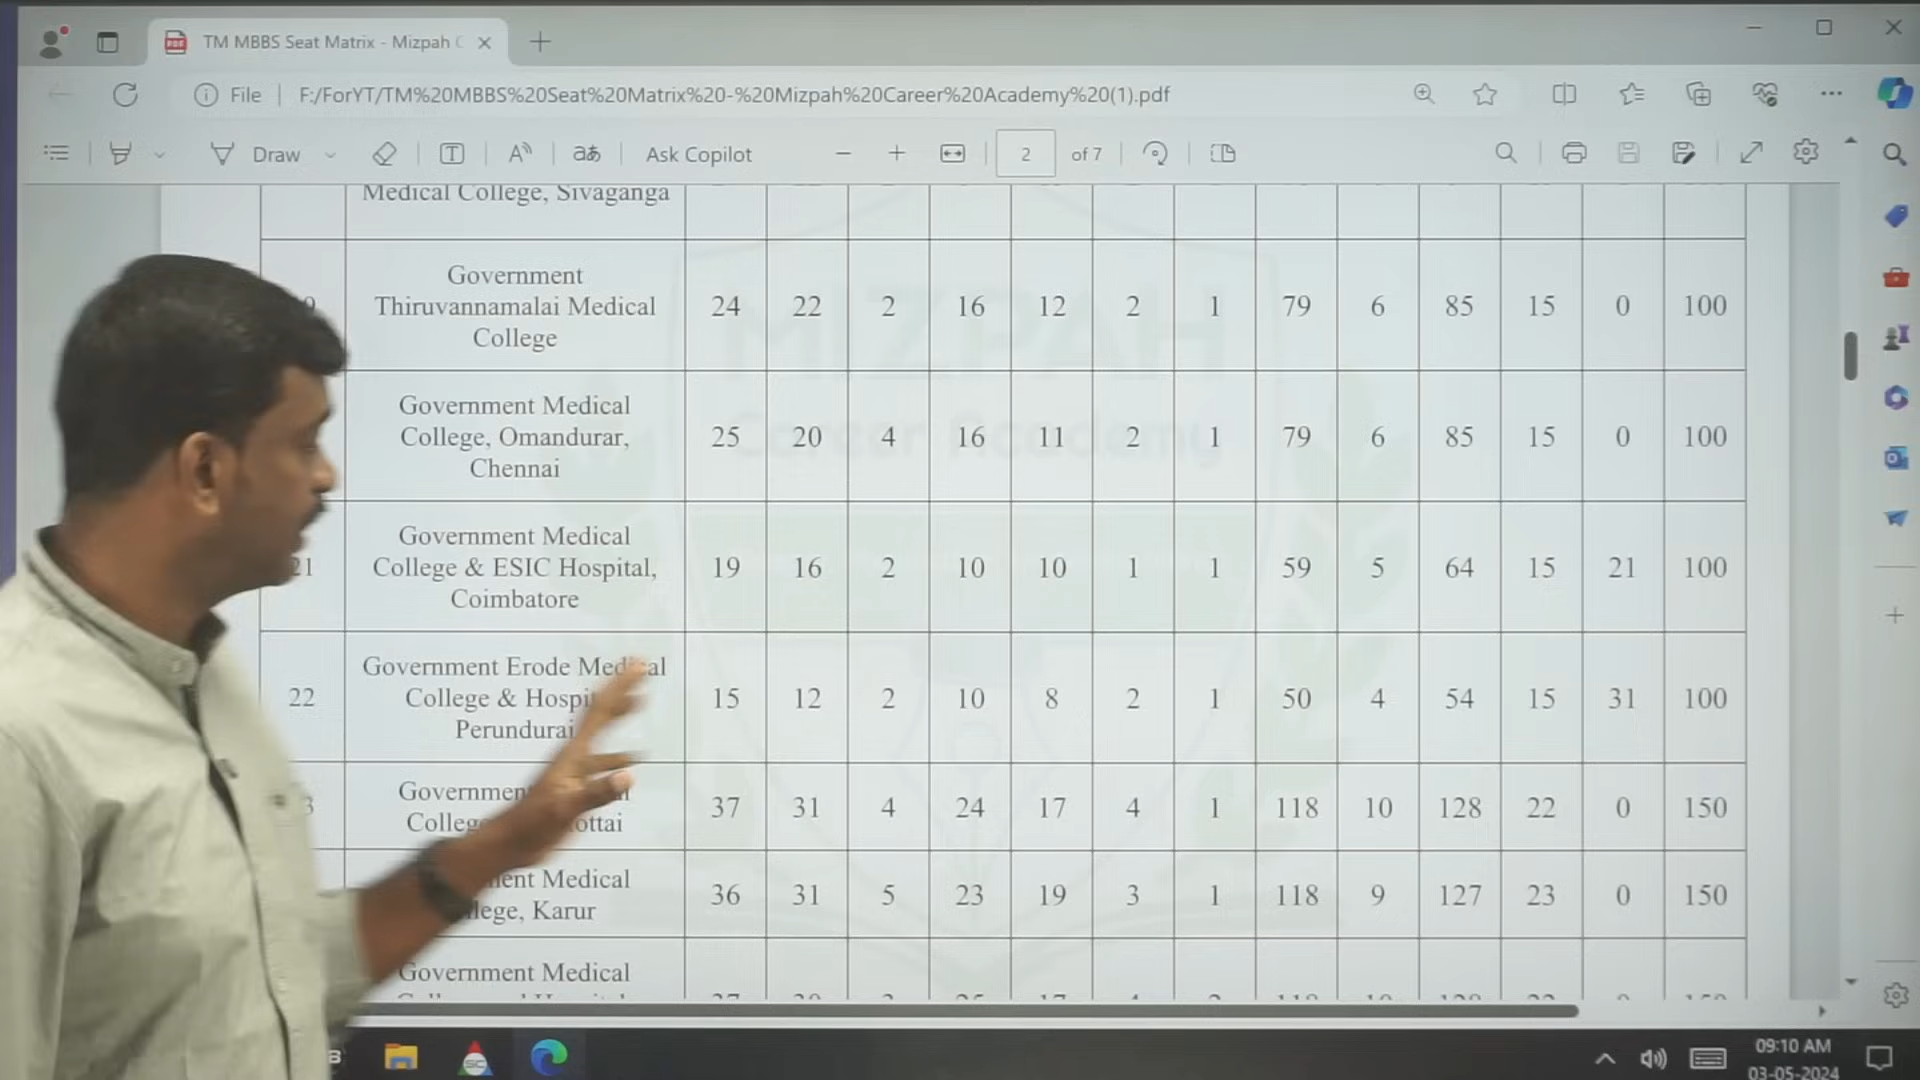 TM MBBS Seat Matrix - Mizpah C
File F:/ForYT/TM%20MBBS%20Seat%20Matrix%20-%20Mizpah%20Career%20Academy%20(1).pdf
Draw T A aあ Ask Copilot 2 of 7
Medical College, Sivaganga
Government
Thiruvannamalai Medical
College
24 22 2 16 12 2 1 79 6 85 15 0 100
Government Medical
College, Omandurar,
Chennai
25 20 4 16 11 2 1 79 6 85 15 0 100
21
Government Medical
College & ESIC Hospital,
Coimbatore
19 16 2 10 10 1 1 59 5 64 15 21 100
22
Government Erode Medical
College &
Perundurai
15 12 2 10 8 2 1 50 4 54 15 31 100
37 31 4 24 17 4 1 118 10 128 22 0 150
Medical
Karur
36 31 5 23 19 3 1 118 9 127 23 0 150
Government Medical
MIZPAH
Career Academy
09:10 AM
03-05-2024